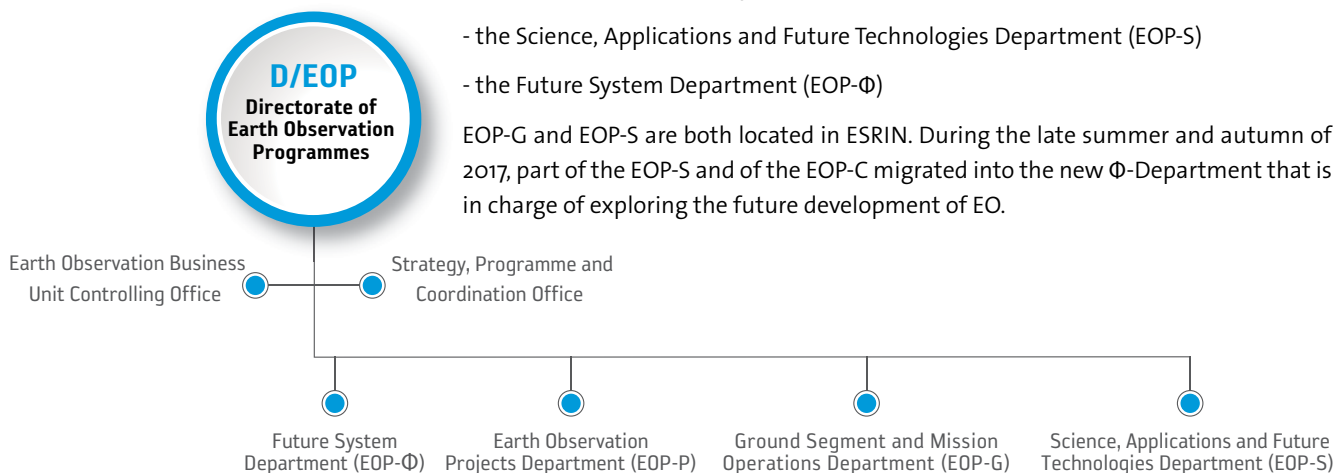 - the Science, Applications and Future Technologies Department (EOP-S)
- the Future System Department (EOP-Φ)
EOP-G and EOP-S are both located in ESRIN. During the late summer and autumn of
2017, part of the EOP-S and of the EOP-C migrated into the new Φ-Department that is
in charge of exploring the future development of EO.
D/EOP
Directorate of
Earth Observation
Programmes
Earth Observation Business
Unit Controlling Office
Strategy, Programme and
Coordination Office
Future System
Department (EOP-Φ)
Earth Observation
Projects Department (EOP-P)
Ground Segment and Mission
Operations Department (EOP-G)
Science, Applications and Future
Technologies Department (EOP-S)